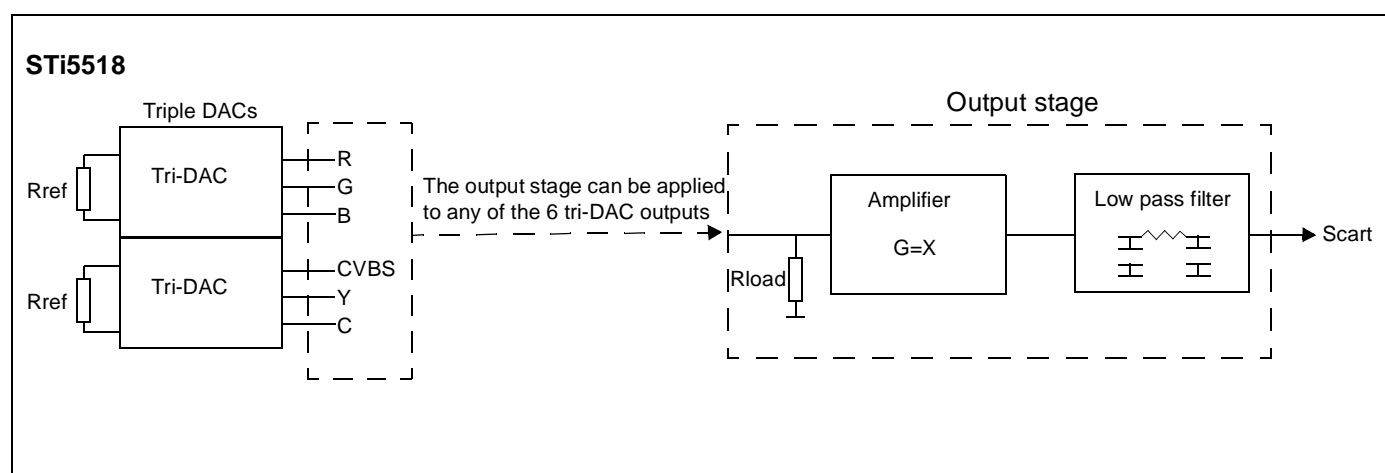 STi5518
Triple DACs
Output stage
Rref
Tri-DAC
R
G
B
The output stage can be applied
to any of the 6 tri-DAC outputs
Amplifier
G=X
Low pass filter
Scart
Rload
Rref
Tri-DAC
CVBS
Y
C